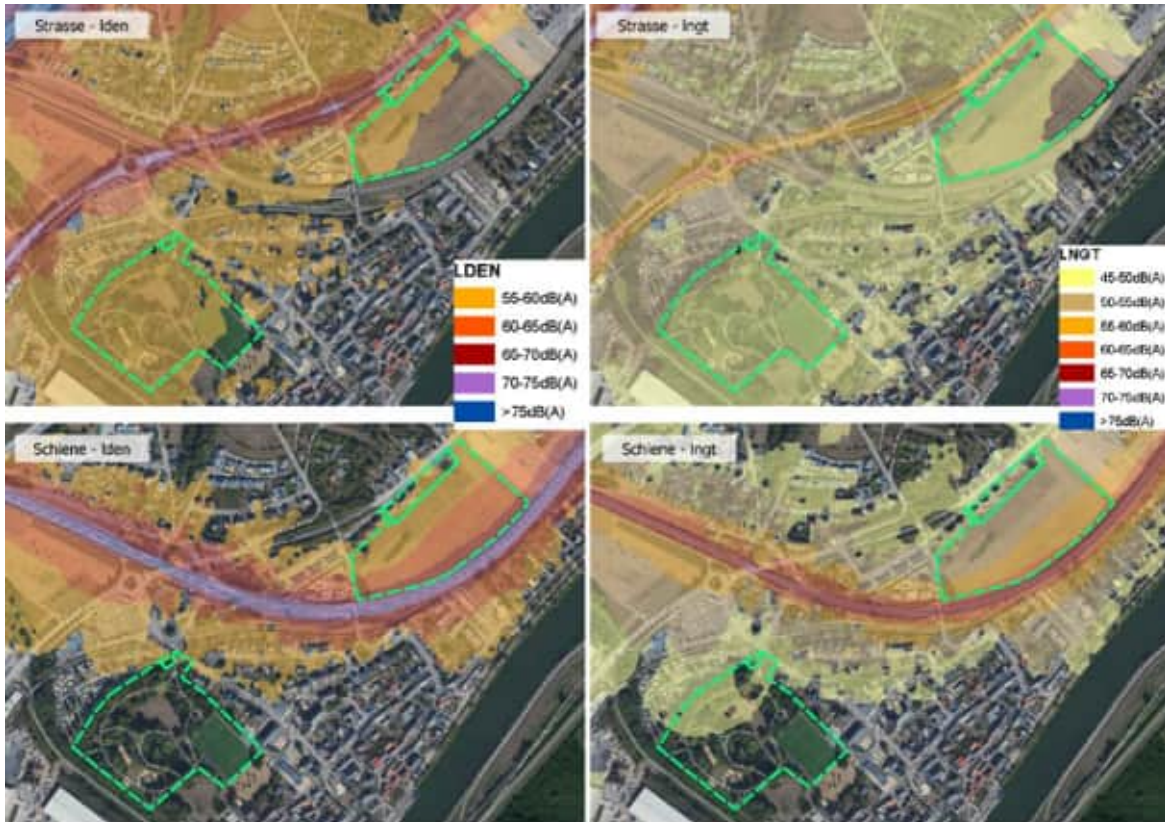 Strasse - lden
Strasse - lngt
LDEN
55-60dB(A)
60-65dB(A)
65-70dB(A)
70-75dB(A)
>75dB(A)
LNGT
45-50dB(A)
50-55dB(A)
55-60dB(A)
60-65dB(A)
65-70dB(A)
70-75dB(A)
>75dB(A)
Schiene - lden
Schiene - lngt